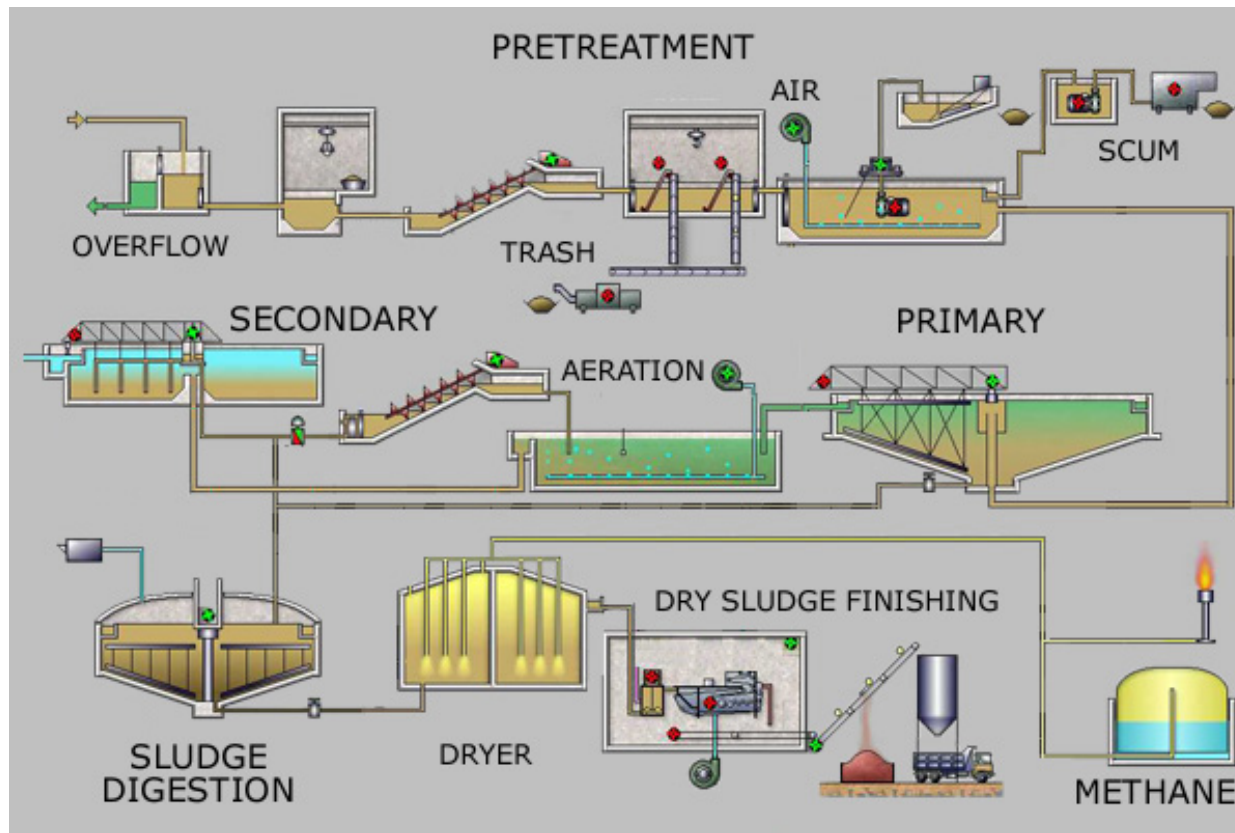 PRETREATMENT
AIR
SCUM
OVERFLOW
TRASH
SECONDARY
PRIMARY
AERATION
DRY SLUDGE FINISHING
SLUDGE
DIGESTION
DRYER
METHANE